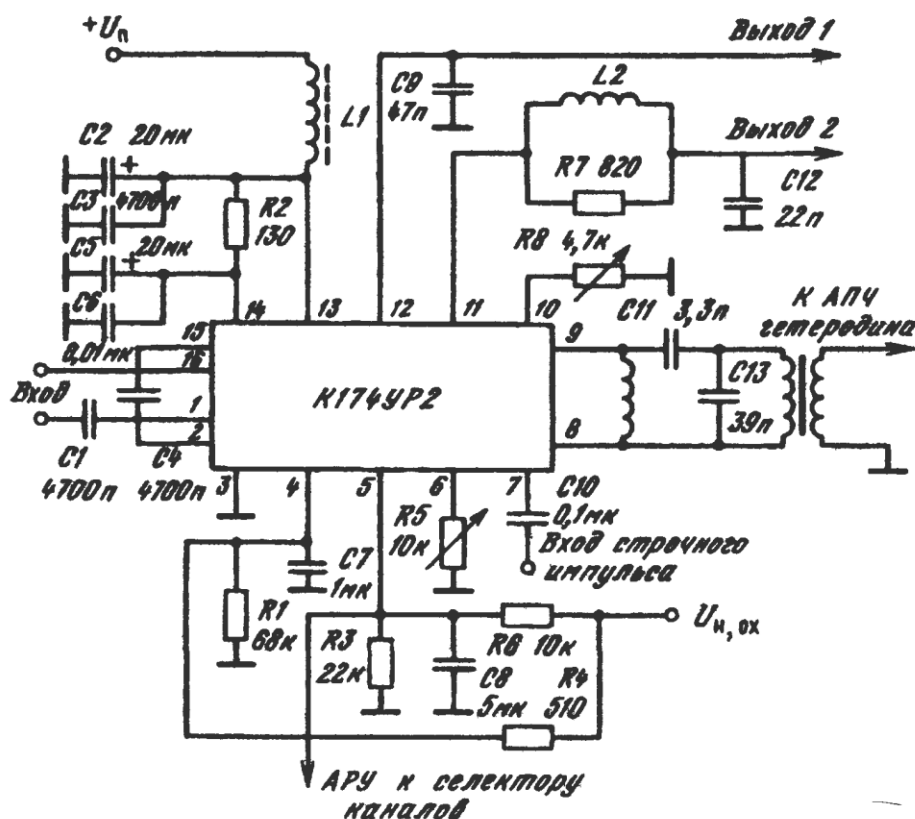 +Uп
Выход 1
C9
47п
L1
L2
R7 820
Выход 2
C12
22п
C2
20мк
+
C3
4700п
C5
20мк
+
C6
0,01мк
R2
130
R8 4,7к
C11
3,3п
К АПЧ
гетеродина
C13
39п
14
13
12
11
10
15
16
1
2
9
8
К174УР2
Вход
C1
4700п
C4
4700п
3
4
5
6
7
R5
10к
C10
0,1мк
Вход строчного
импульса
C7
1мк
R1
68к
R3
22к
C8
5мк
R6 10к
R4
510
Uн, ох
АРУ к селектору
каналов